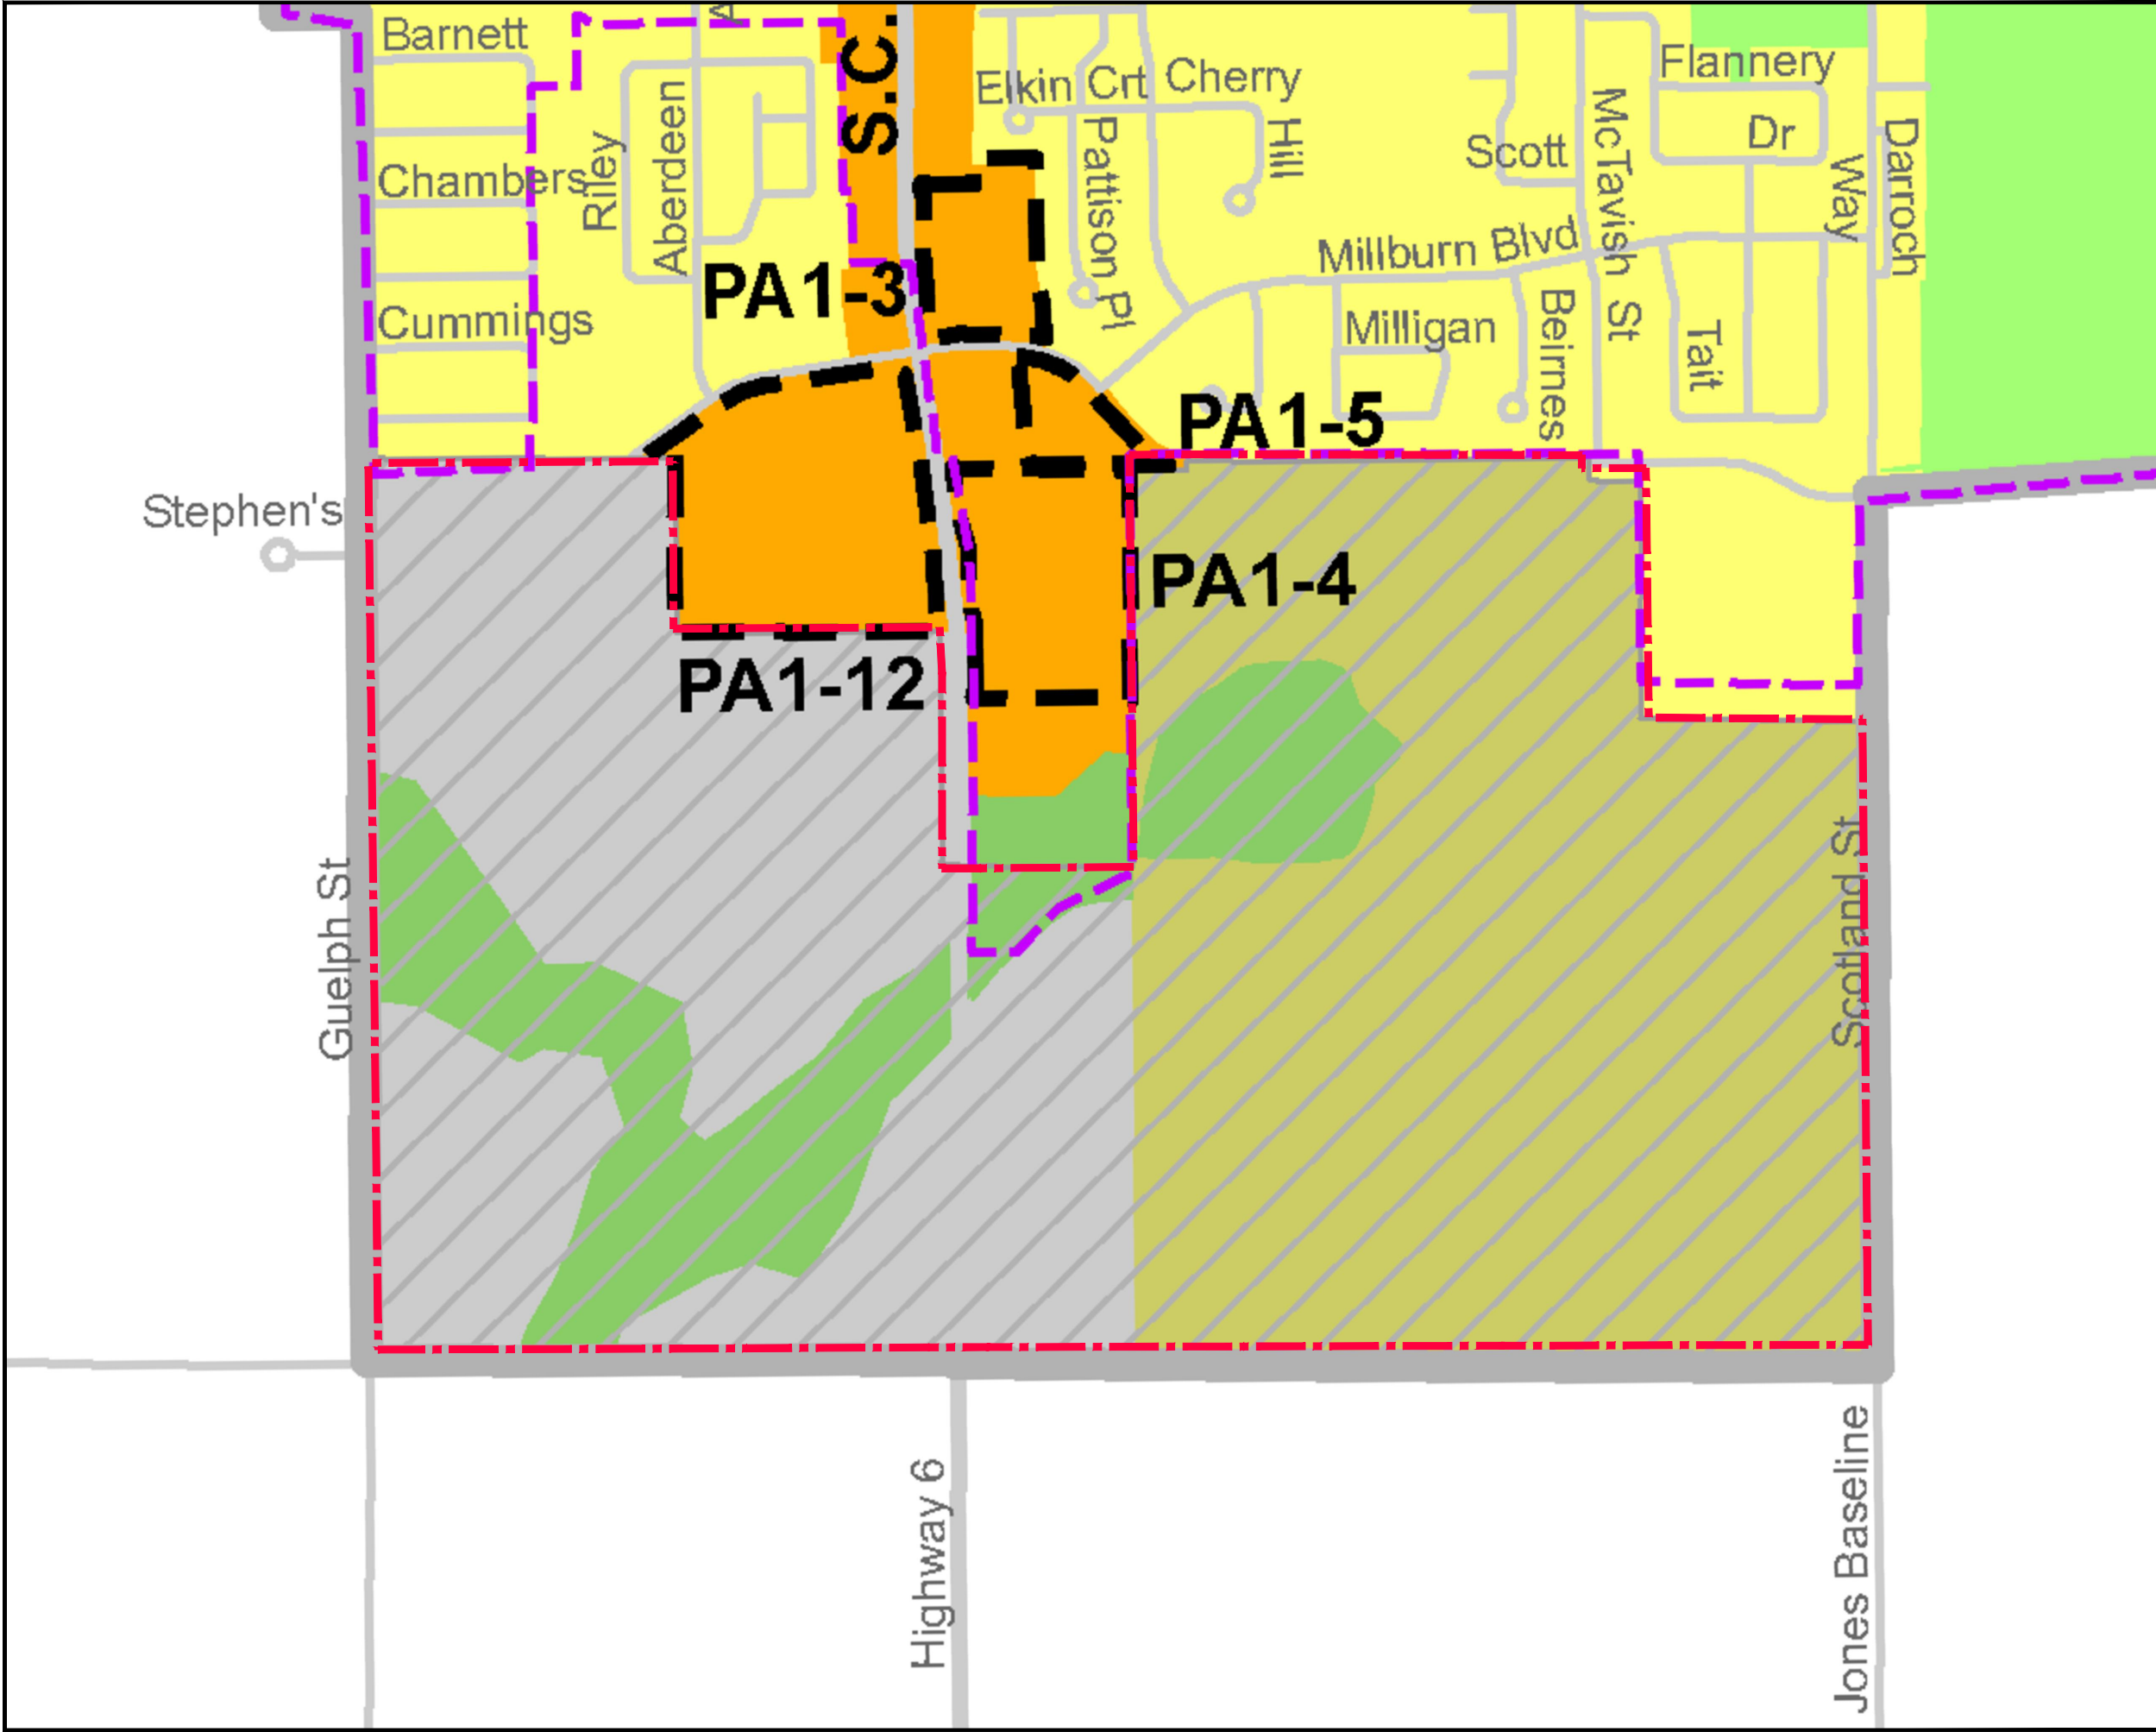 Barnett
S.C.
Elkin Crt
Cherry
Hill
Flannery
Dr
Scott
McTavish St
Way
Darroch
Chambers
Riley
Aberdeen
Pattison Pl
Millburn Blvd
PA1-3
Cummings
Milligan
Beirnes
Tait
PA1-5
Stephen's
PA1-4
PA1-12
Guelph St
Scotland St
Highway 6
Jones Baseline